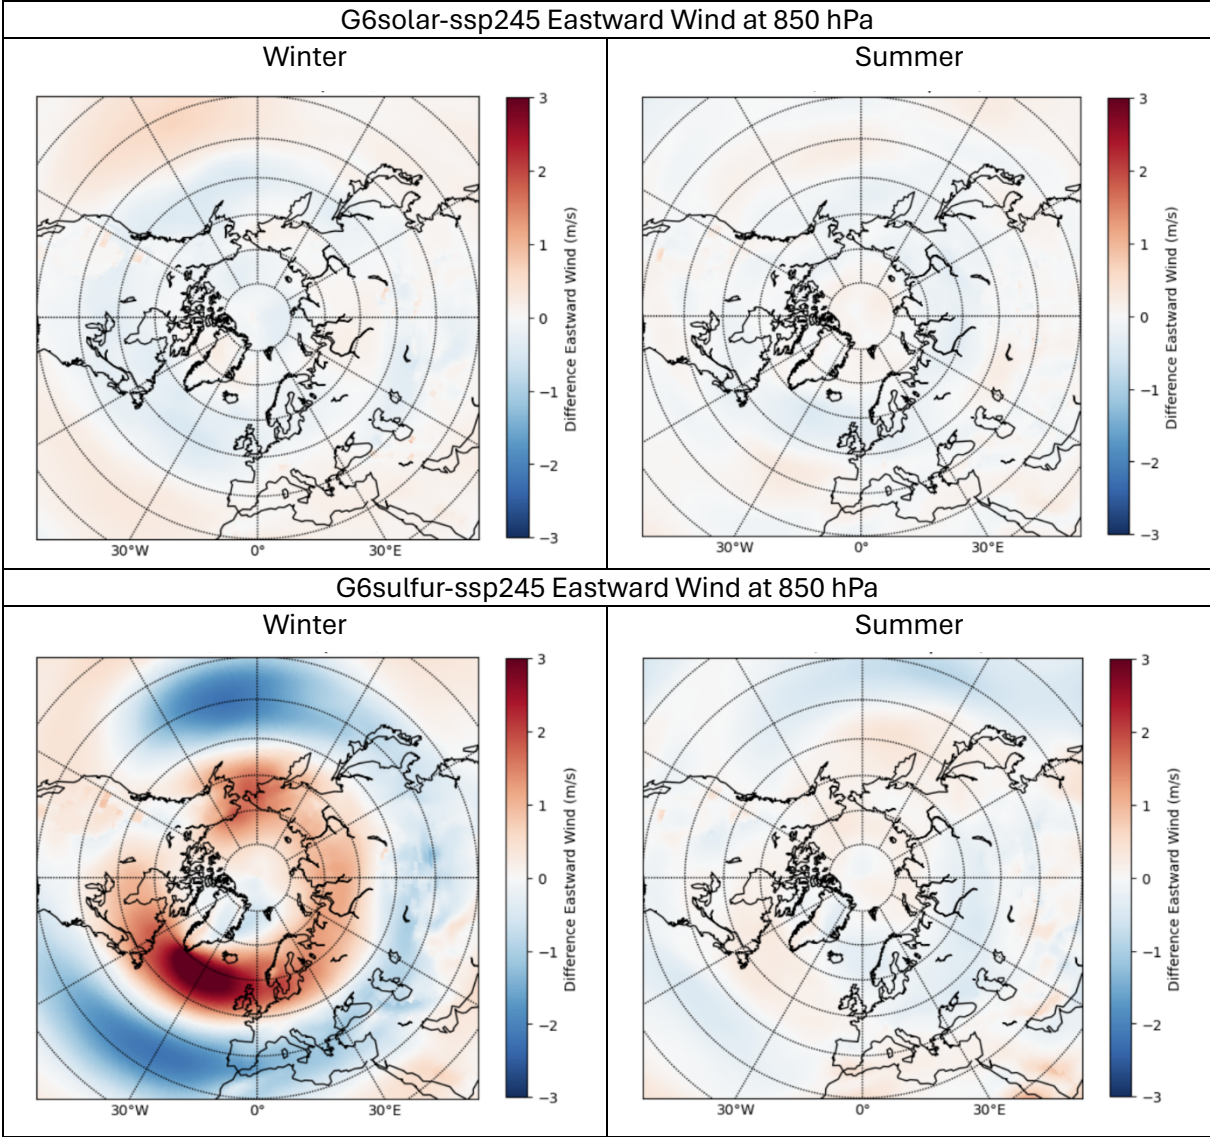 G6solar-ssp245 Eastward Wind at 850 hPa
Winter
Summer
3
2
1
0
−1
−2
−3
Difference Eastward Wind (m/s)
30°W
0°
30°E
3
2
1
0
−1
−2
−3
Difference Eastward Wind (m/s)
30°W
0°
30°E
G6sulfur-ssp245 Eastward Wind at 850 hPa
Winter
Summer
3
2
1
0
−1
−2
−3
Difference Eastward Wind (m/s)
30°W
0°
30°E
3
2
1
0
−1
−2
−3
Difference Eastward Wind (m/s)
30°W
0°
30°E